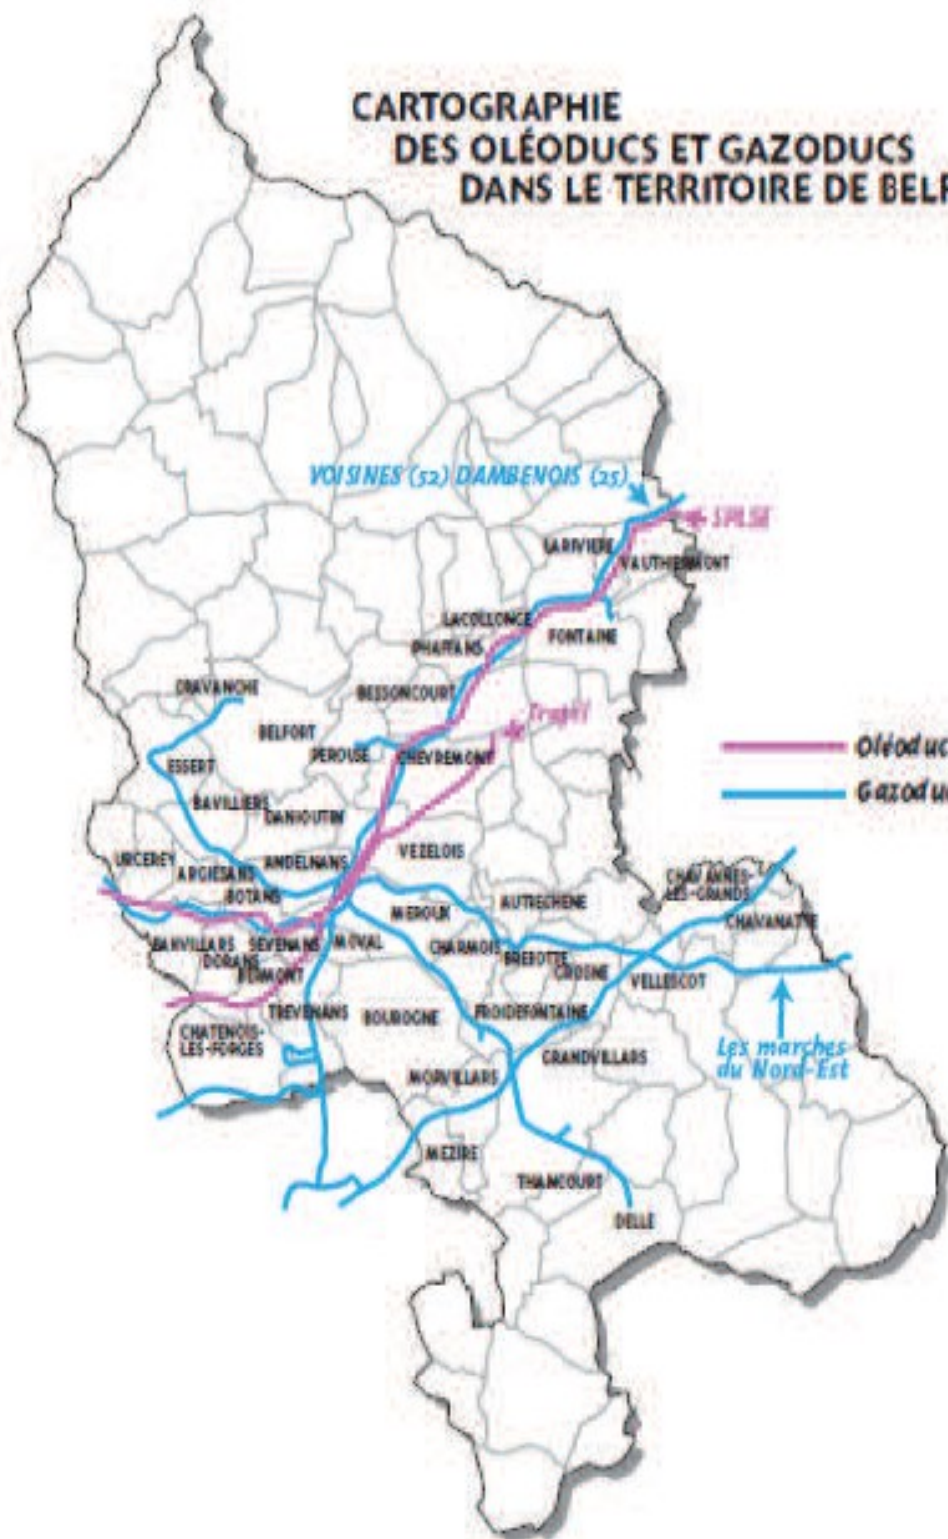 CARTOGRAPHIE
DES OLÉODUCS ET GAZODUCS
DANS LE TERRITOIRE DE BELF
VOISINES (52) DAMBENOIS (25)
SPLSE
LARIVIERE
VAUTHIERMONT
LACOLLONGE
FONTAINE
PHAFFANS
BESSONCOURT
CRAVANCHE
Trapil
BELFORT
PEROUSE
CHEVREMONT
ESSERT
Oléoduc
Gazoduc
BAVILLIERS
DANJOUTIN
URCEREY
ANDELNANS
VEZELOIS
ARGIESANS
BOTANS
CHAVANNES-
LES-GRANDS
AUTRECHENE
MEROUX
CHAVANATTE
BANVILLARS
SEVENANS
MOVAL
CHARMOIS
BREBOTTE
DORANS
BERMONT
GROSNE
VELLESCOT
TREVENANS
BOUROGNE
FROIDEFONTAINE
CHATENOIS-
LES-FORGES
GRANDVILLARS
Les marches
du Nord-Est
MORVILLARS
MEZIRE
THIANCOURT
DELLE